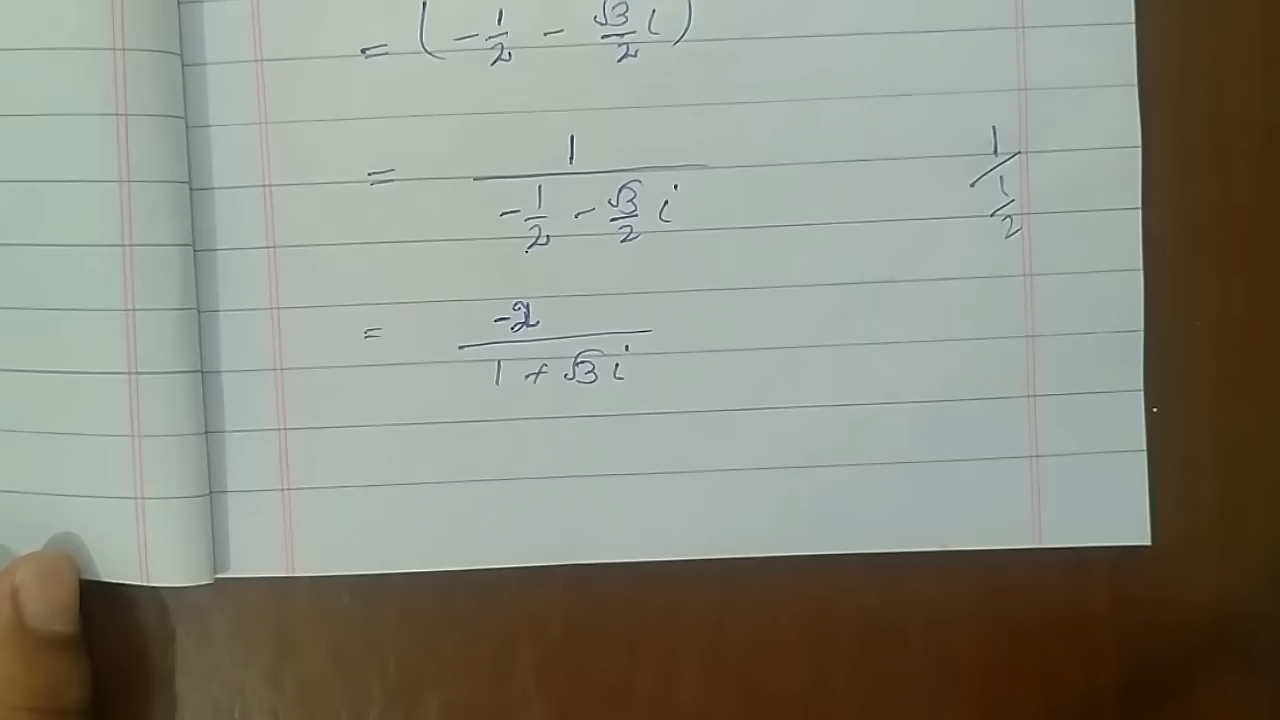 = (-1/2 - √3/2 i)
= 1/(-1/2 - √3/2 i)
1/(1/2)
= -2/(1 + √3 i)